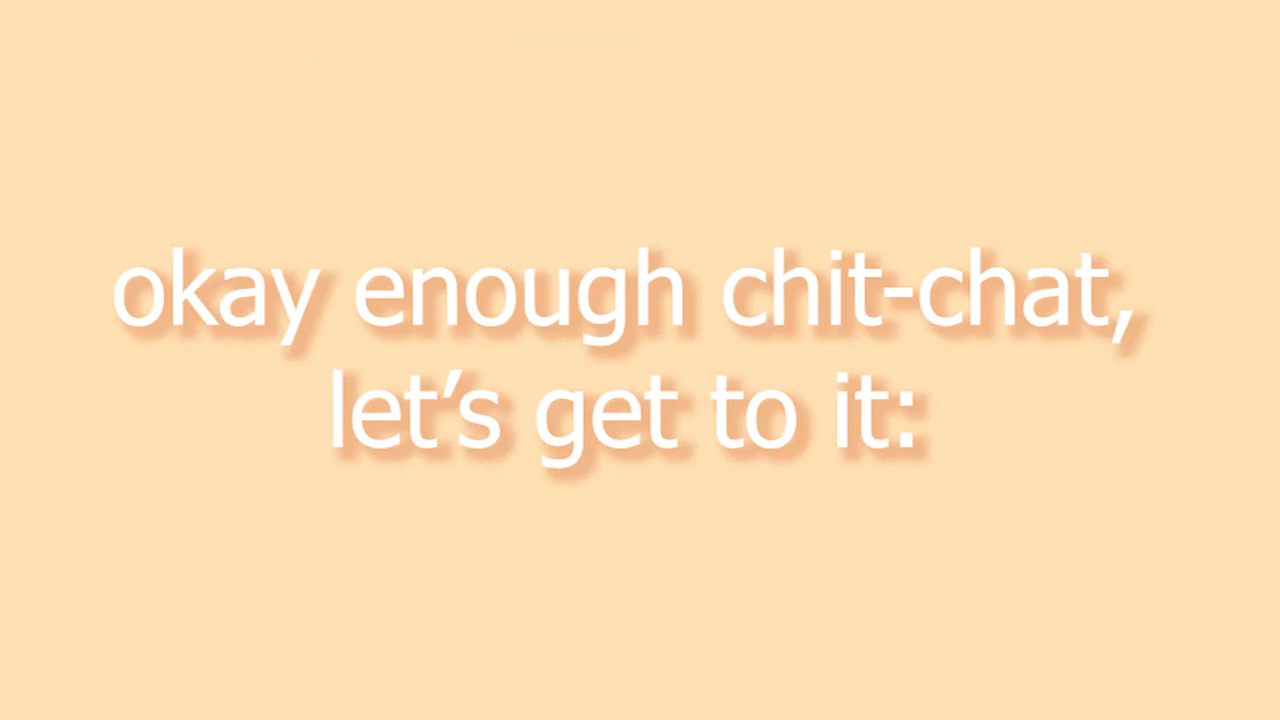 okay enough chit-chat,
let’s get to it: